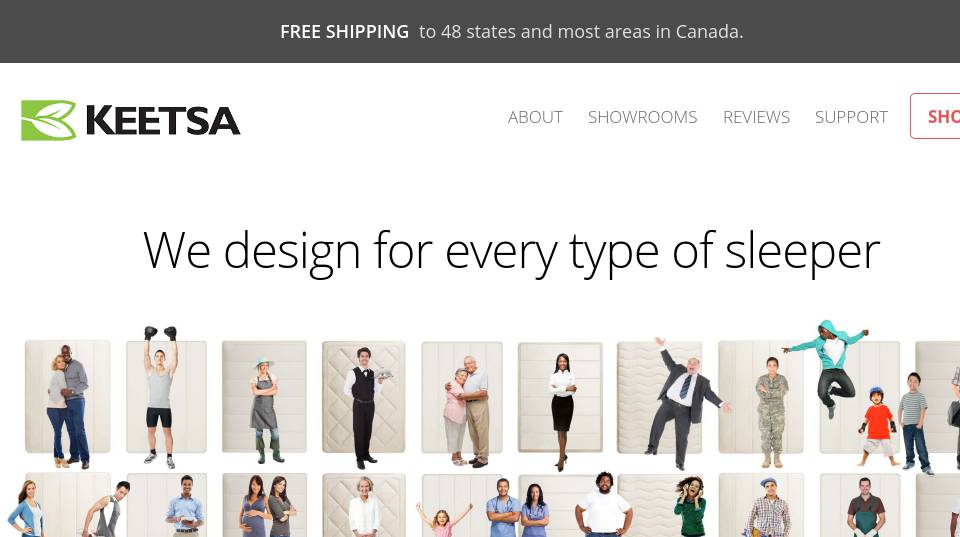 FREE SHIPPING to 48 states and most areas in Canada.
KEETSA
ABOUT SHOWROOMS REVIEWS SUPPORT SHO
We design for every type of sleeper